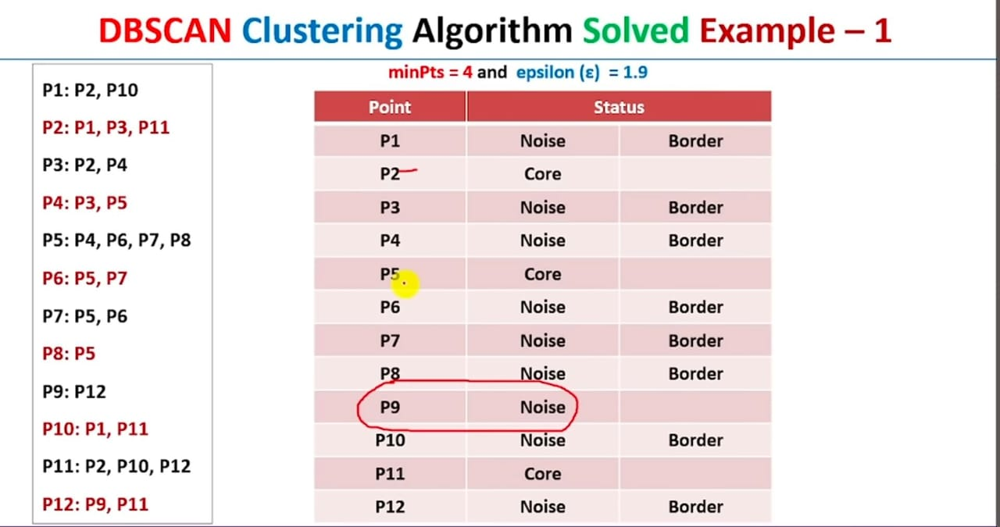 DBSCAN Clustering Algorithm Solved Example – 1
P1: P2, P10
P2: P1, P3, P11
P3: P2, P4
P4: P3, P5
P5: P4, P6, P7, P8
P6: P5, P7
P7: P5, P6
P8: P5
P9: P12
P10: P1, P11
P11: P2, P10, P12
P12: P9, P11
minPts = 4 and epsilon (ε) = 1.9
Point Status
P1 Noise Border
P2 Core
P3 Noise Border
P4 Noise Border
P5 Core
P6 Noise Border
P7 Noise Border
P8 Noise Border
P9 Noise
P10 Noise Border
P11 Core
P12 Noise Border